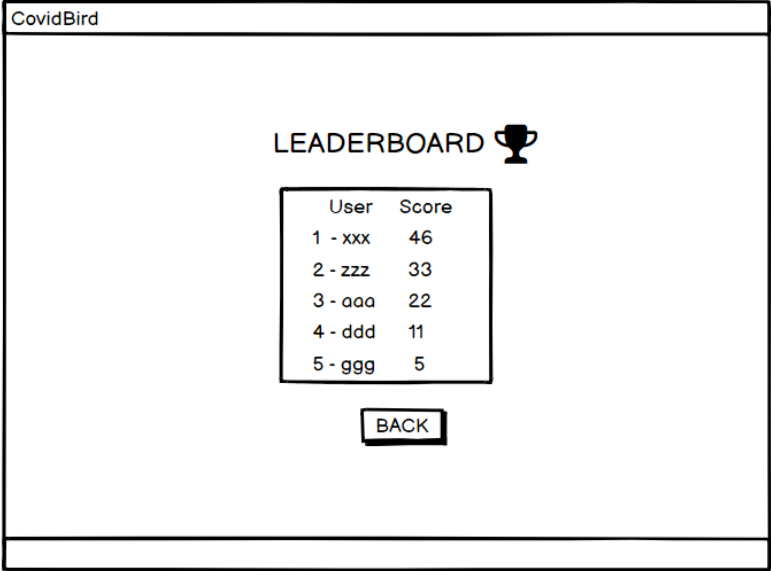 CovidBird
LEADERBOARD
User Score
1 - xxx 46
2 - zzz 33
3 - aaa 22
4 - ddd 11
5 - ggg 5
BACK